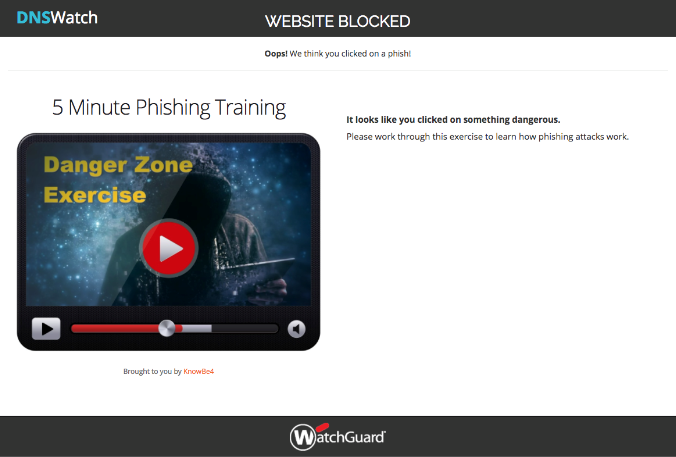 DNSWatch
WEBSITE BLOCKED
Oops! We think you clicked on a phish!
5 Minute Phishing Training
Danger Zone
Exercise
Brought to you by KnowBe4
It looks like you clicked on something dangerous.
Please work through this exercise to learn how phishing attacks work.
WatchGuard